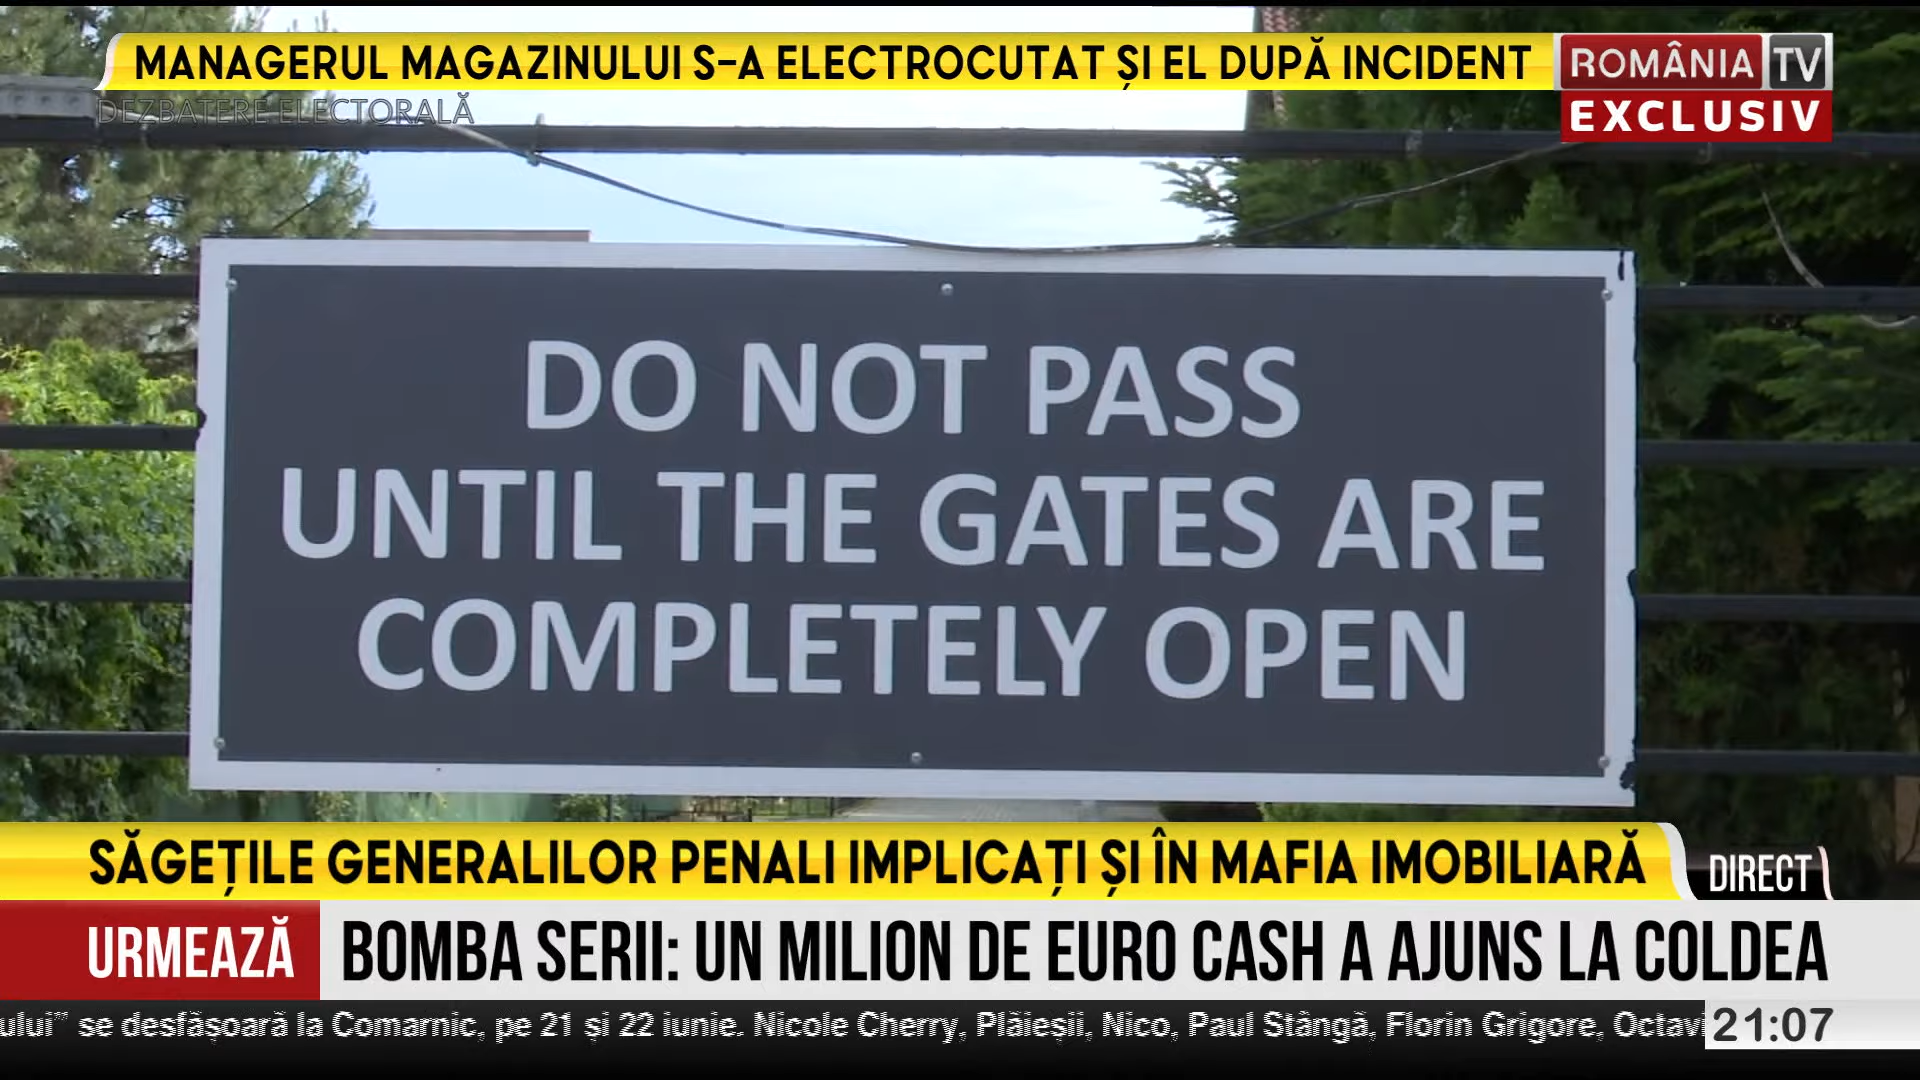 MANAGERUL MAGAZINULUI S-A ELECTROCUTAT ȘI EL DUPĂ INCIDENT
ROMÂNIA TV
EXCLUSIV
DEZBATERE ELECTORALĂ
DO NOT PASS
UNTIL THE GATES ARE
COMPLETELY OPEN
SĂGEȚILE GENERALILOR PENALI IMPLICAȚI ȘI ÎN MAFIA IMOBILIARĂ
DIRECT
URMEAZĂ
BOMBA SERII: UN MILION DE EURO CASH A AJUNS LA COLDEA
ului” se desfășoară la Comarnic, pe 21 și 22 iunie. Nicole Cherry, Plăieșii, Nico, Paul Stângă, Florin Grigore, Octavi
21:07